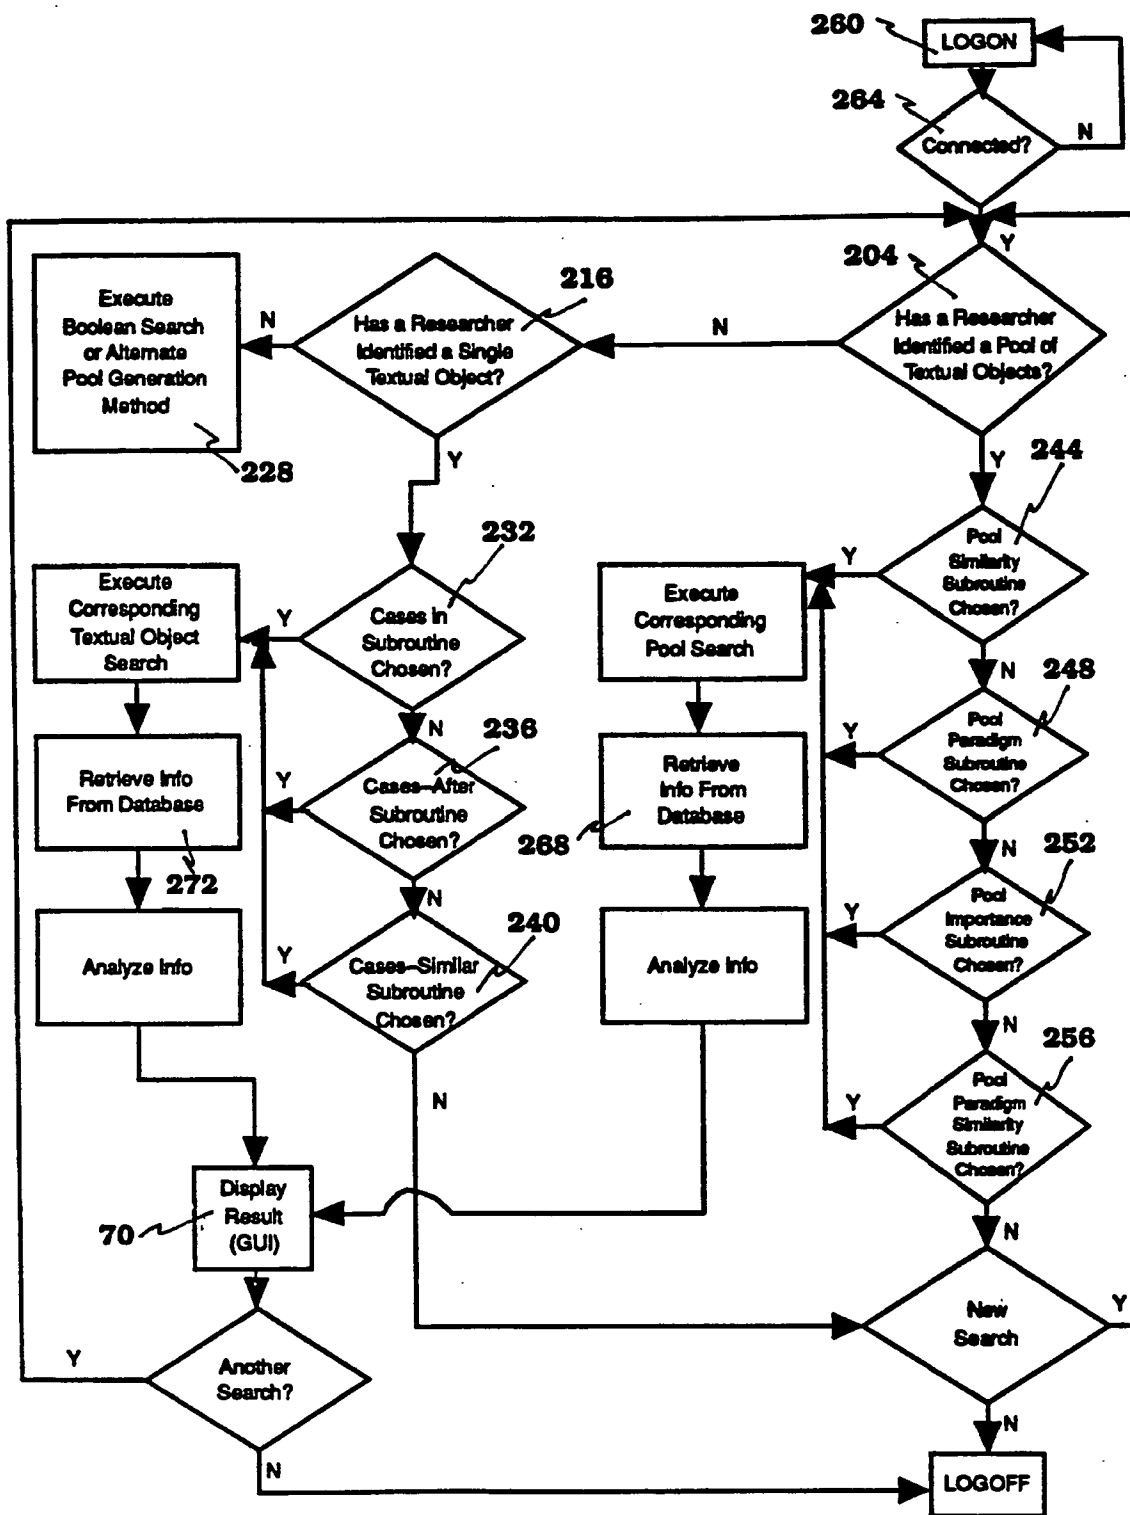 260
LOGON
264
Connected?
N
Y
204
Has a Researcher
Identified a Pool of
Textual Objects?
N
216
Has a Researcher
Identified a Single
Textual Object?
N
Execute
Boolean Search
or Alternate
Pool Generation
Method
228
Y
Y
244
Pool
Similarity
Subroutine
Chosen?
Y
N
232
Cases In
Subroutine
Chosen?
Y
N
Execute
Corresponding
Textual Object
Search
Execute
Corresponding
Pool Search
248
Pool
Paradigm
Subroutine
Chosen?
Y
N
236
Cases-After
Subroutine
Chosen?
Y
N
Retrieve Info
From Database
272
Retrieve
Info From
Database
268
252
Pool
Importance
Subroutine
Chosen?
Y
N
240
Cases-Similar
Subroutine
Chosen?
Y
N
Analyze Info
Analyze Info
256
Pool
Paradigm
Similarity
Subroutine
Chosen?
Y
N
Display
Result
(GUI)
70
New
Search
Y
N
Another
Search?
Y
N
LOGOFF